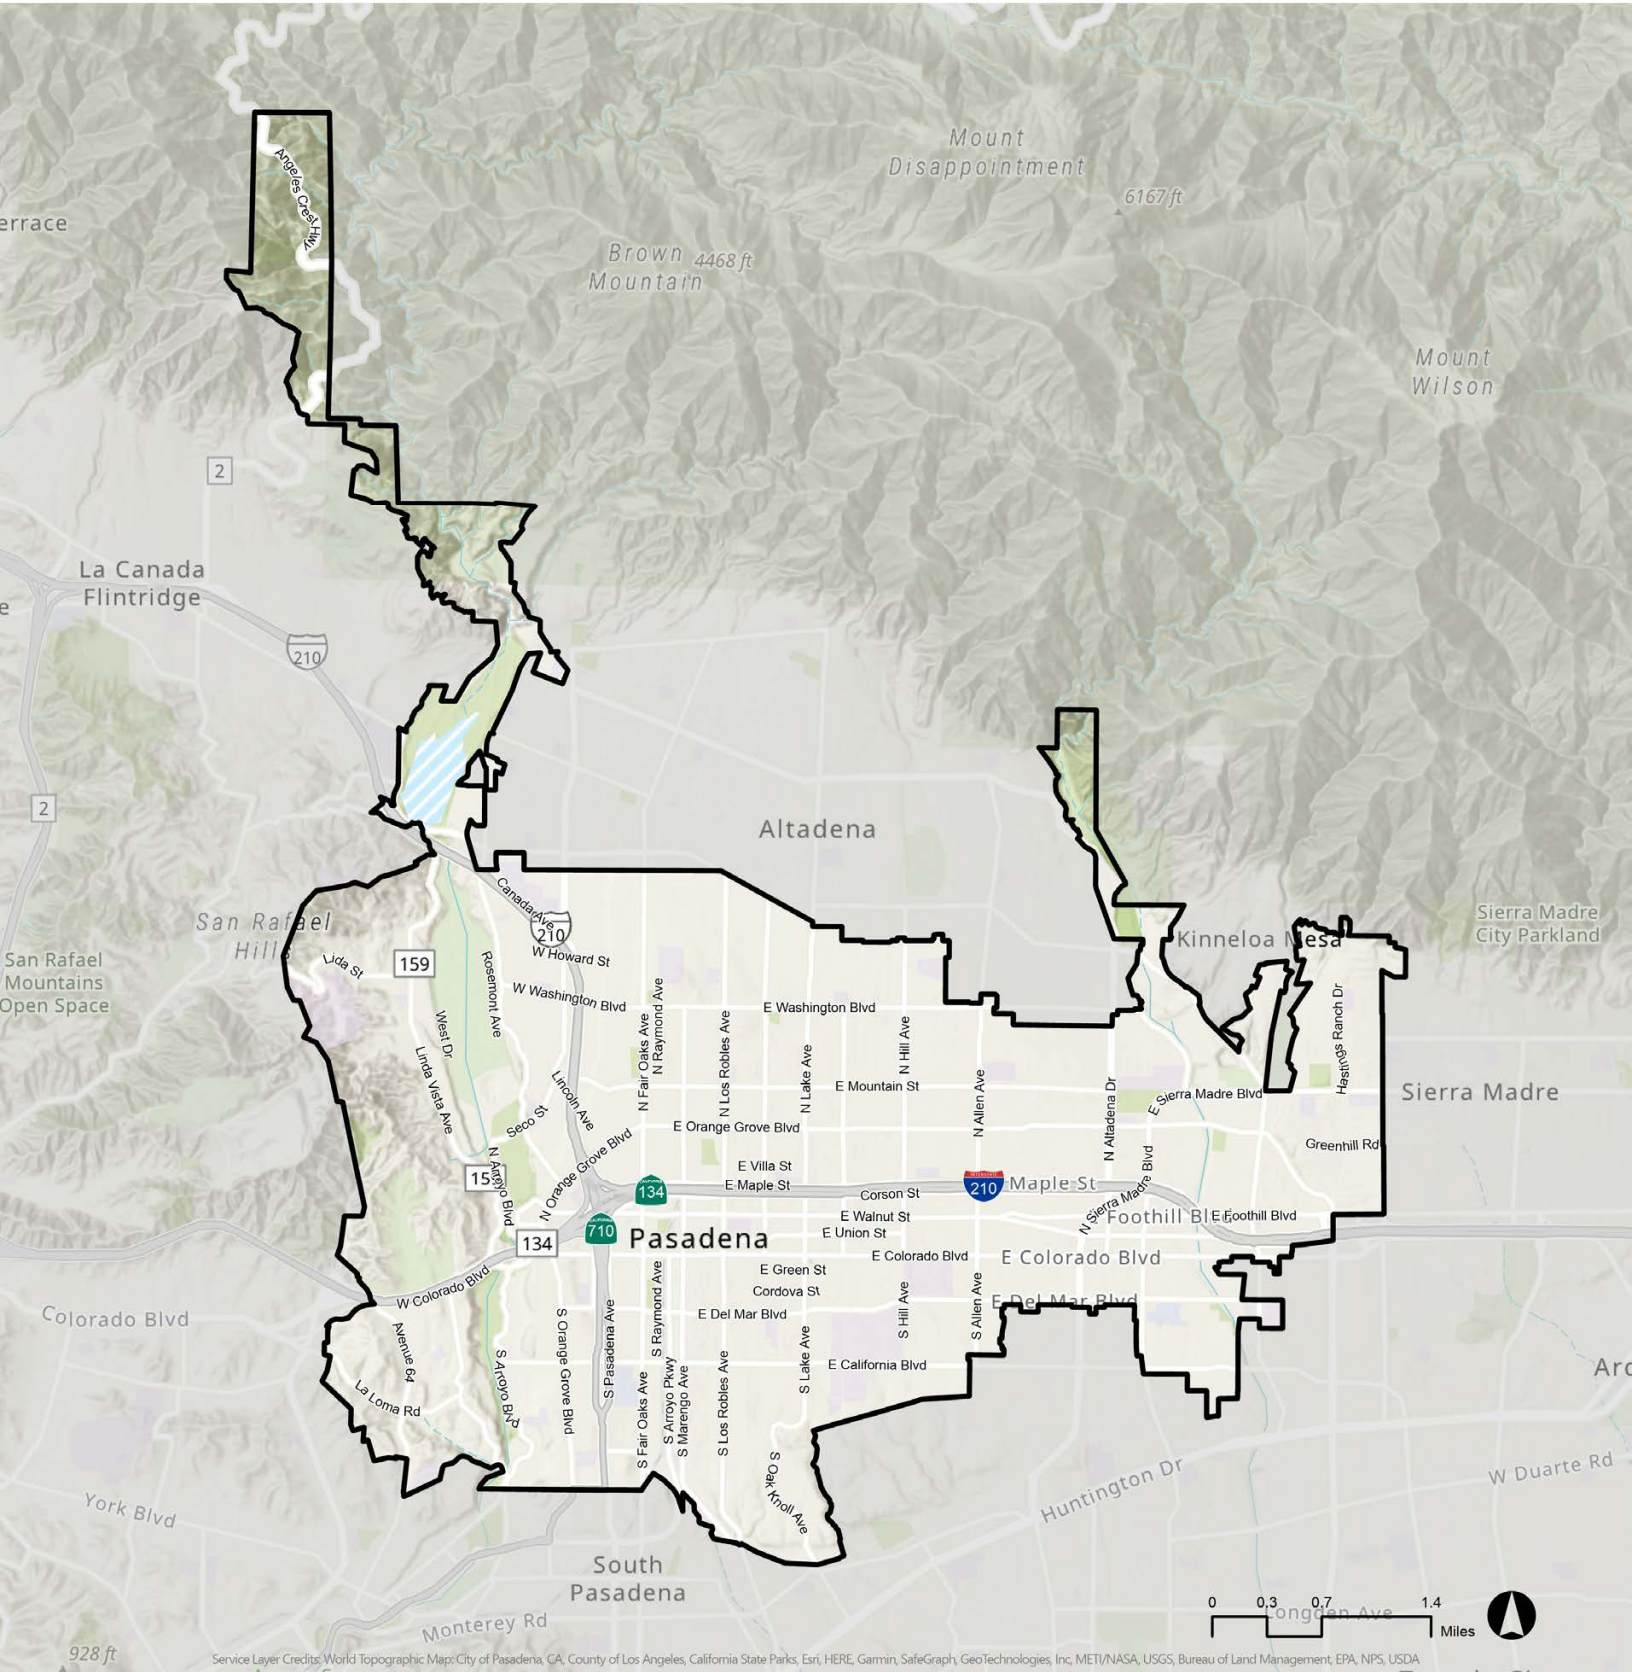 Mount
Disappointment
6167 ft
Angeles Crest Hwy
errace
Brown
Mountain
4468 ft
Mount
Wilson
2
La Canada
Flintridge
e
210
2
Altadena
San Rafael
Hills
Canada Ave
210
Sierra Madre
City Parkland
Kinneloa Mesa
San Rafael
Mountains
Open Space
Lida St
159
Rosemont Ave
W Howard St
W Washington Blvd
E Washington Blvd
N Fair Oaks Ave
N Raymond Ave
N Los Robles Ave
N Lake Ave
N Hill Ave
Hastings Ranch Dr
West Dr
Linda Vista Ave
Lincoln Ave
E Mountain St
N Allen Ave
N Altadena Dr
E Sierra Madre Blvd
Sierra Madre
Seco St
E Orange Grove Blvd
Greenhill Rd
N Orange Grove Blvd
N Arroyo Blvd
E Villa St
E Maple St
134
Corson St
INTERSTATE
210
Maple St
N Sierra Madre Blvd
710
Pasadena
E Walnut St
Foothill Blvd
E Foothill Blvd
E Union St
134
E Colorado Blvd
E Colorado Blvd
W Colorado Blvd
E Green St
Cordova St
E Del Mar Blvd
E Del Mar Blvd
Colorado Blvd
S Orange Grove Blvd
S Pasadena Ave
S Raymond Ave
S Hill Ave
S Allen Ave
Avenue 64
S Arroyo Blvd
E California Blvd
S Lake Ave
Arc
La Loma Rd
S Fair Oaks Ave
S Arroyo Pkwy
S Marengo Ave
S Los Robles Ave
S Oak Knoll Ave
Huntington Dr
W Duarte Rd
York Blvd
South
Pasadena
Monterey Rd
0 0.3 0.7 1.4
Longden Ave
Miles
928 ft
Service Layer Credits: World Topographic Map: City of Pasadena, CA, County of Los Angeles, California State Parks, Esri, HERE, Garmin, SafeGraph, GeoTechnologies, Inc, METI/NASA, USGS, Bureau of Land Management, EPA, NPS, USDA